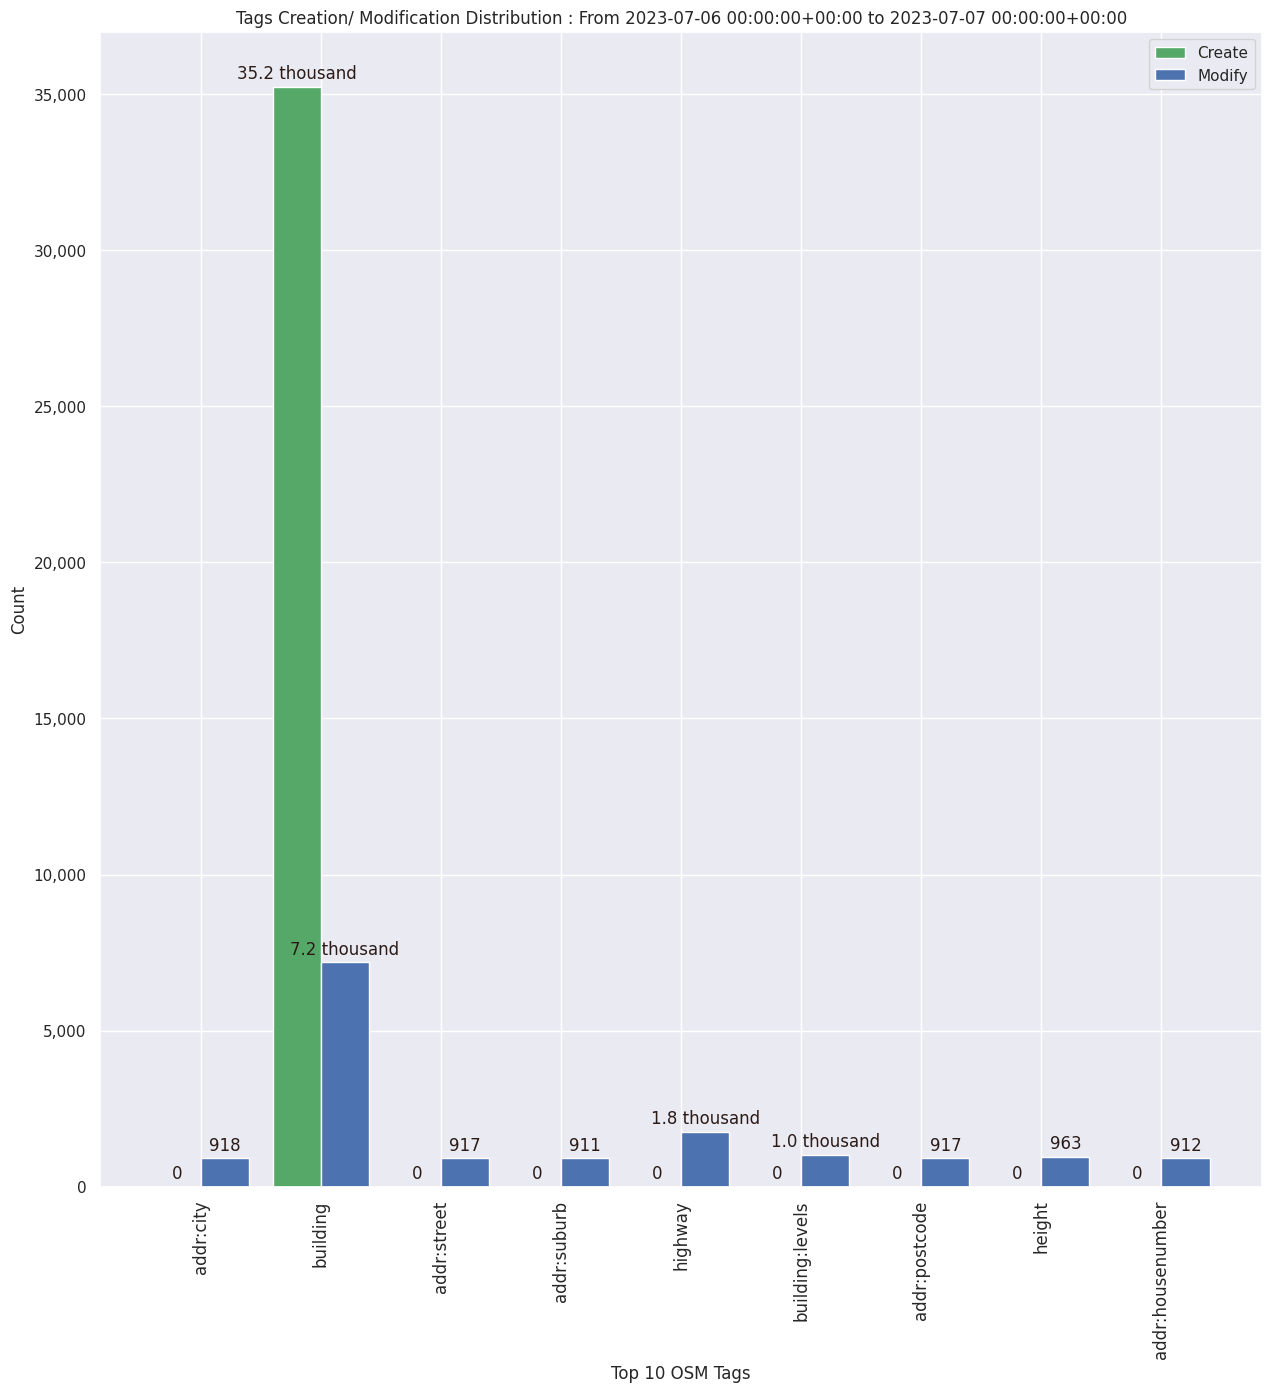 Tags Creation/ Modification Distribution : From 2023-07-06 00:00:00+00:00 to 2023-07-07 00:00:00+00:00
Create
Modify
35.2 thousand
35,000
30,000
25,000
20,000
15,000
10,000
7.2 thousand
5,000
1.8 thousand
1.0 thousand
918
917
911
917
963
912
0
0
0
0
0
0
0
0
Count
addr:city
building
addr:street
addr:suburb
highway
building:levels
addr:postcode
height
addr:housenumber
Top 10 OSM Tags